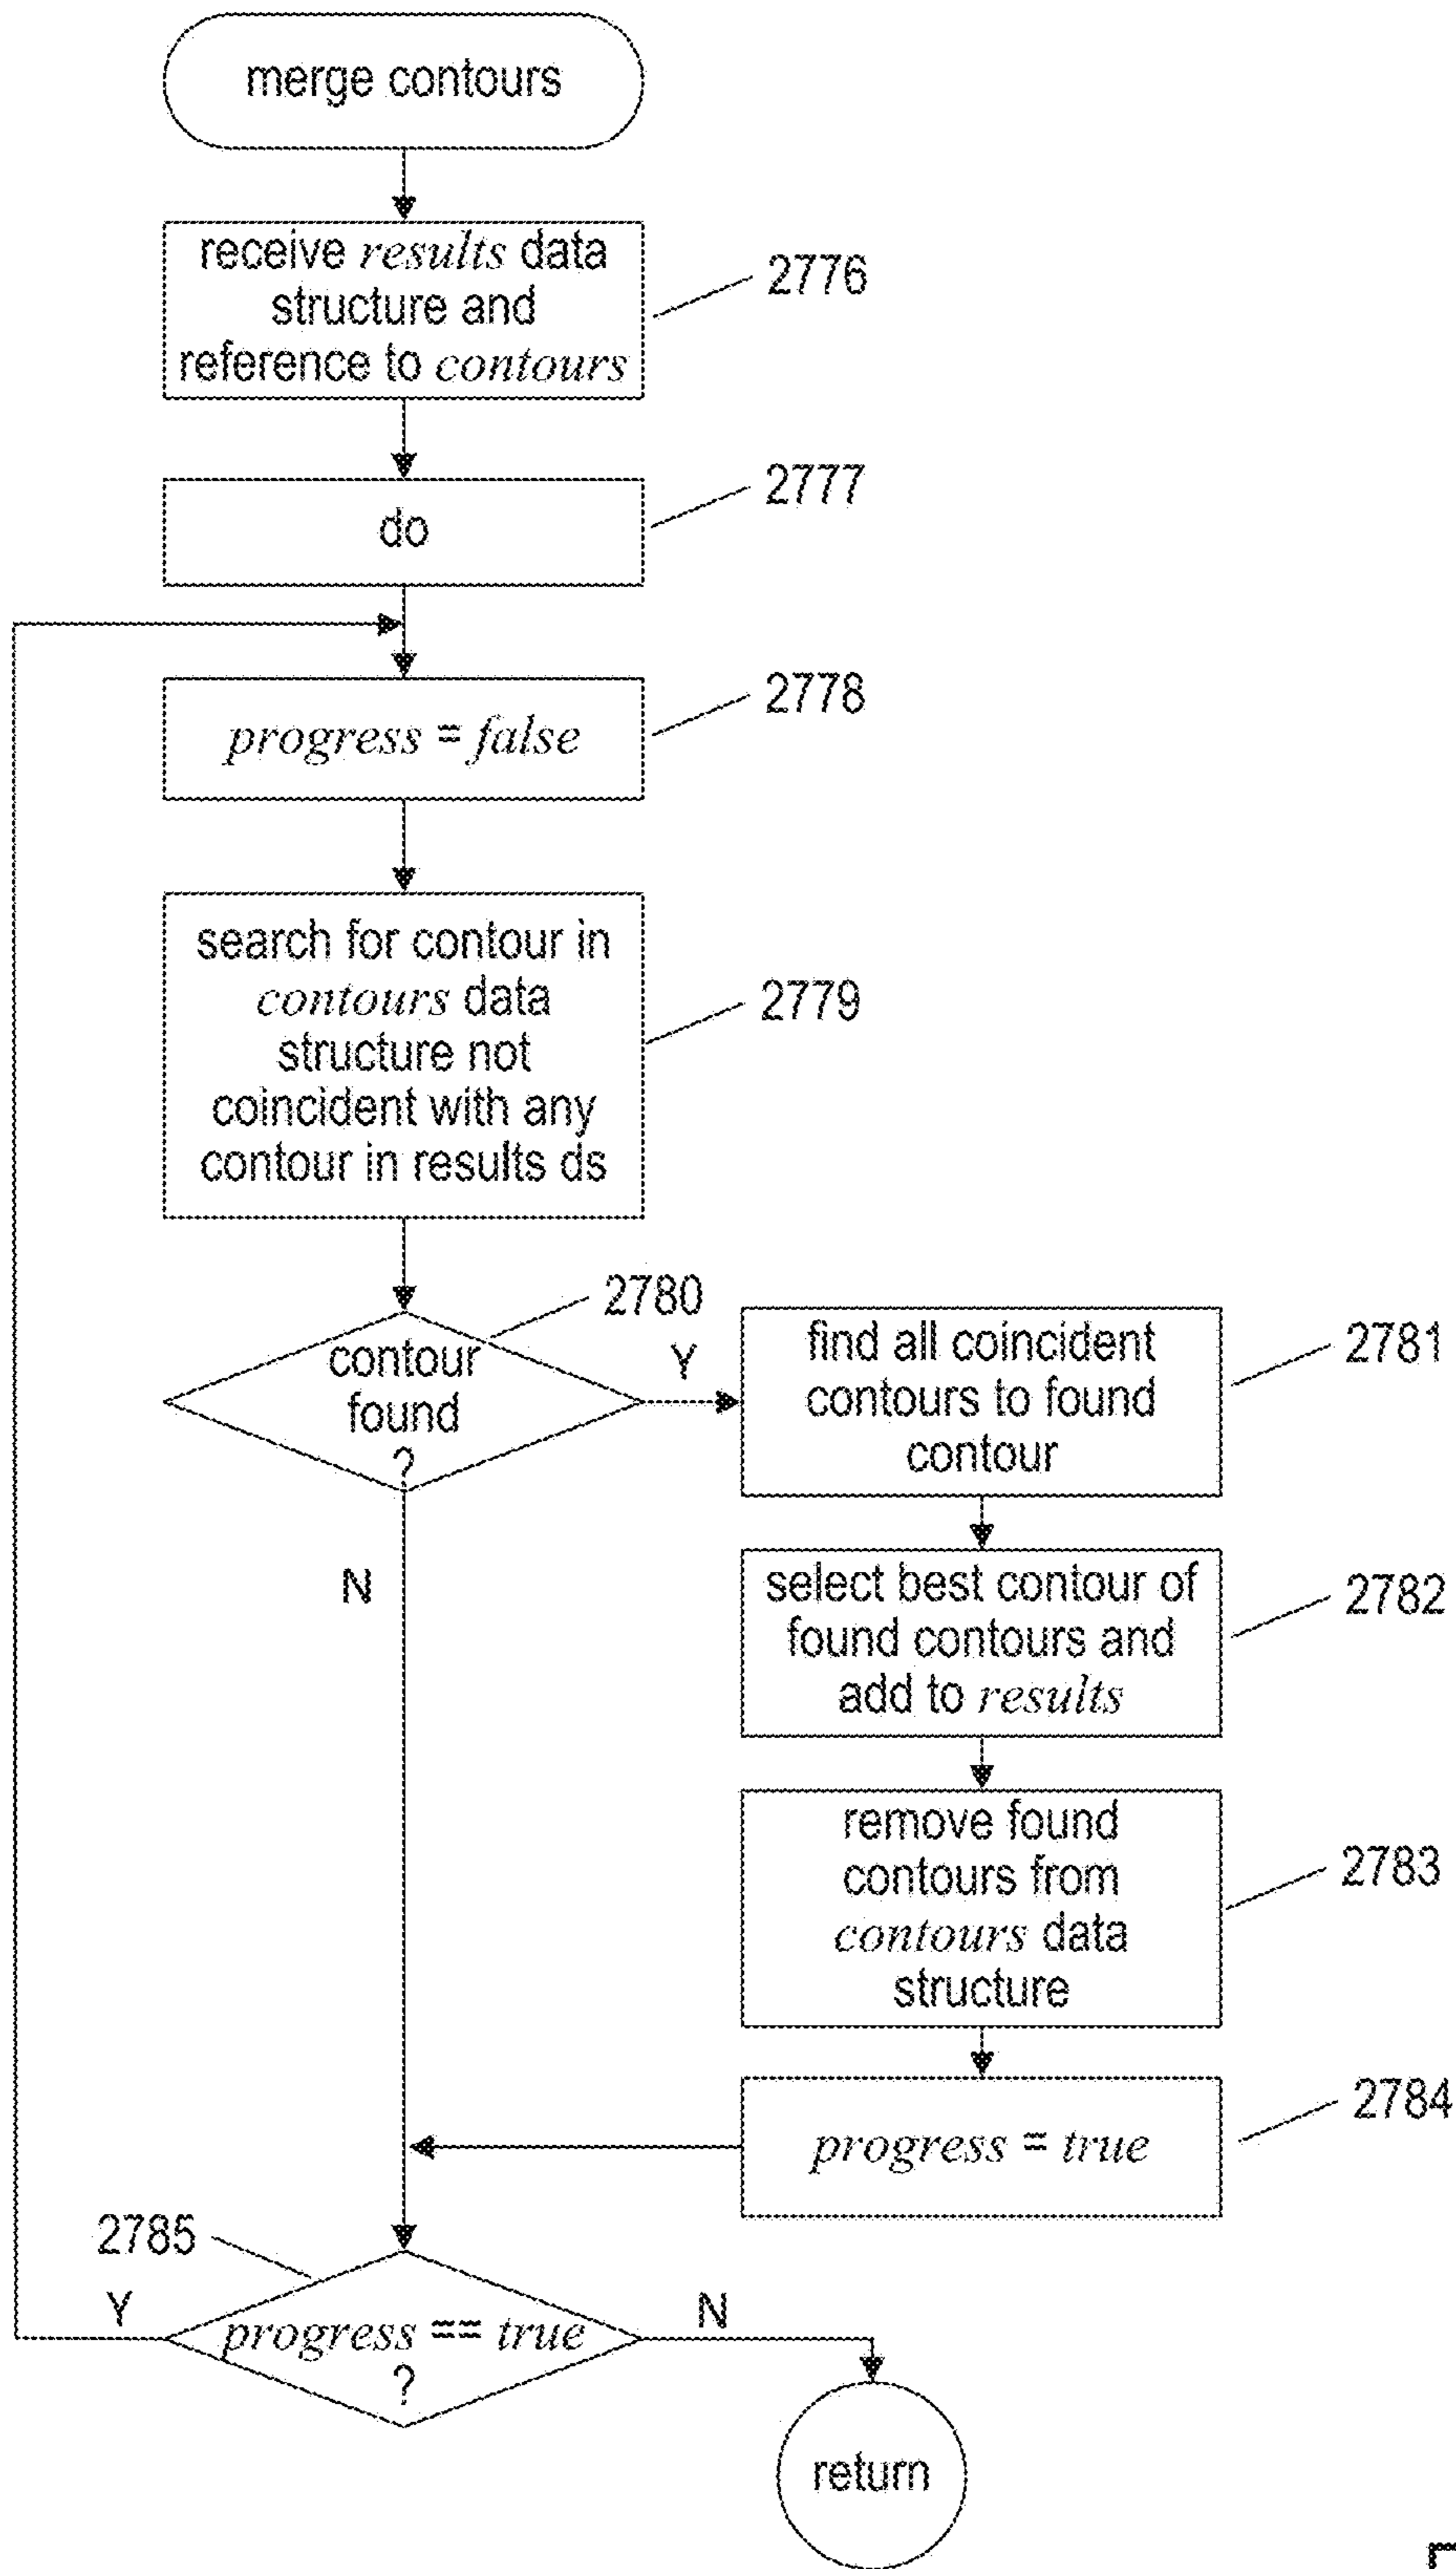 merge contours
receive results data
structure and
reference to contours
2776
do
2777
progress = false
2778
search for contour in
contours data
structure not
coincident with any
contour in results ds
2779
contour
found
?
2780
Y
N
find all coincident
contours to found
contour
2781
select best contour of
found contours and
add to results
2782
remove found
contours from
contours data
structure
2783
progress = true
2784
2785
progress == true
?
Y
N
return